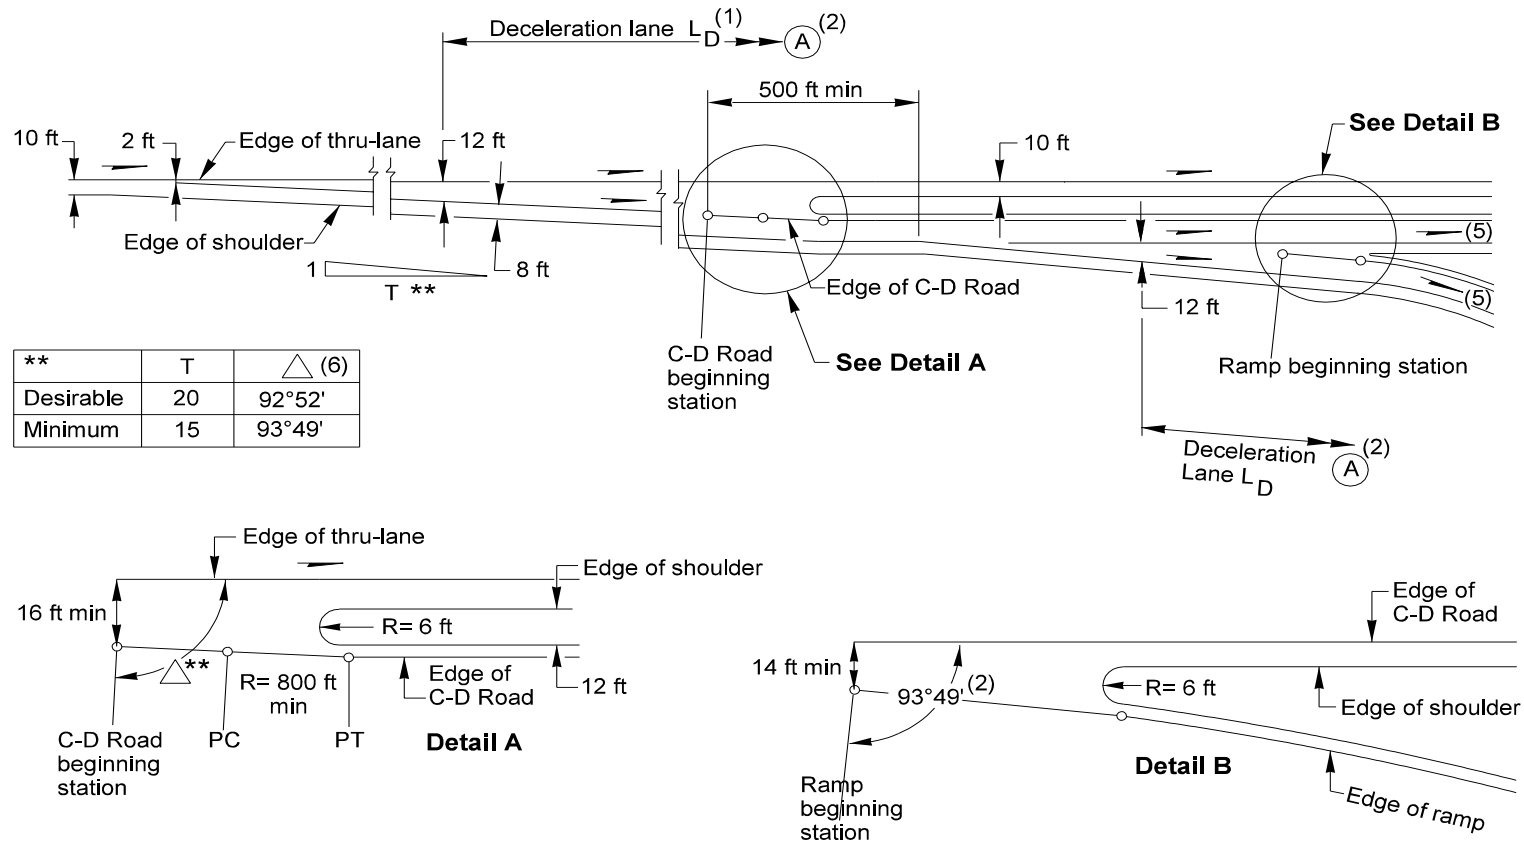 Deceleration lane L D (1) A (2)
500 ft min
See Detail B
10 ft
2 ft
Edge of thru-lane
12 ft
10 ft
Edge of shoulder
8 ft
1
T **
(5)
(5)
Edge of C-D Road
12 ft
C-D Road
beginning
station
See Detail A
Ramp beginning station
** T △ (6)
Desirable 20 92°52'
Minimum 15 93°49'
Deceleration
Lane L D
A (2)
Edge of thru-lane
Edge of shoulder
16 ft min
R= 6 ft
△**
R= 800 ft
min
Edge of
C-D Road
12 ft
C-D Road
beginning
station
PC
PT
Detail A
Edge of
C-D Road
14 ft min
93°49' (2)
R= 6 ft
Edge of shoulder
Detail B
Ramp
beginning
station
Edge of ramp